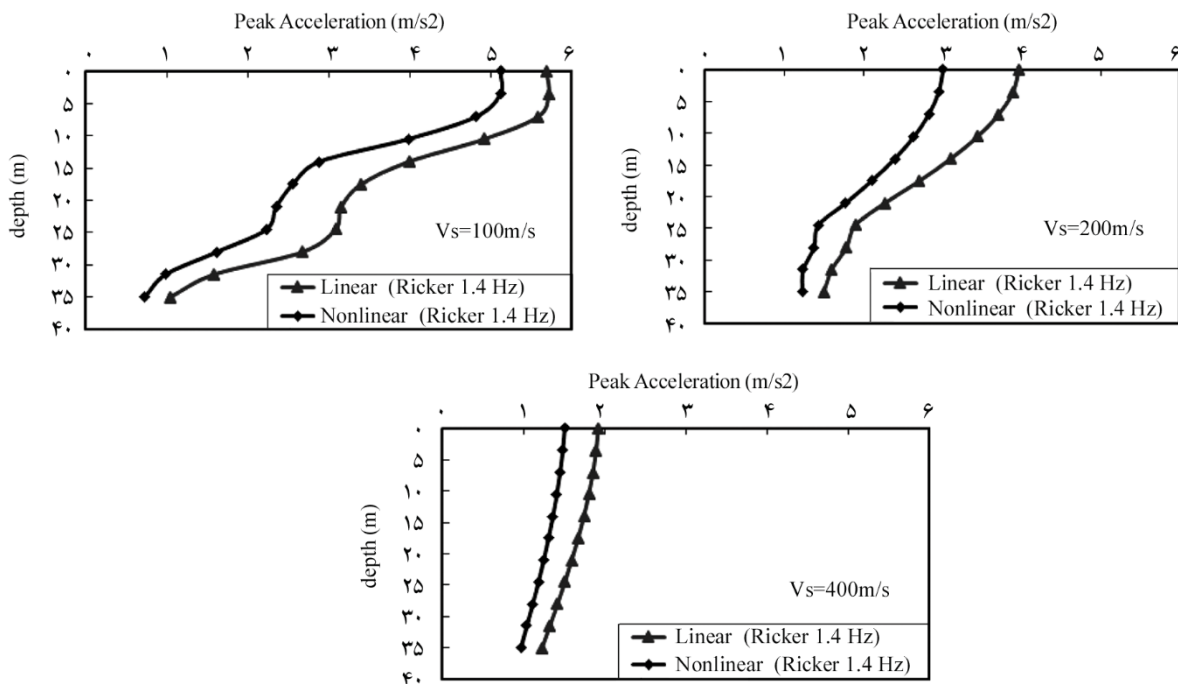 Peak Acceleration (m/s2)
۰ ۱ ۲ ۳ ۴ ۵ ۶
۰
۵
۱۰
۱۵
۲۰
۲۵
۳۰
۳۵
۴۰
depth (m)
Vs=100m/s
Linear (Ricker 1.4 Hz)
Nonlinear (Ricker 1.4 Hz)
Peak Acceleration (m/s2)
۰ ۱ ۲ ۳ ۴ ۵ ۶
۰
۵
۱۰
۱۵
۲۰
۲۵
۳۰
۳۵
۴۰
depth (m)
Vs=200m/s
Linear (Ricker 1.4 Hz)
Nonlinear (Ricker 1.4 Hz)
Peak Acceleration (m/s2)
۰ ۱ ۲ ۳ ۴ ۵ ۶
۰
۵
۱۰
۱۵
۲۰
۲۵
۳۰
۳۵
۴۰
depth (m)
Vs=400m/s
Linear (Ricker 1.4 Hz)
Nonlinear (Ricker 1.4 Hz)